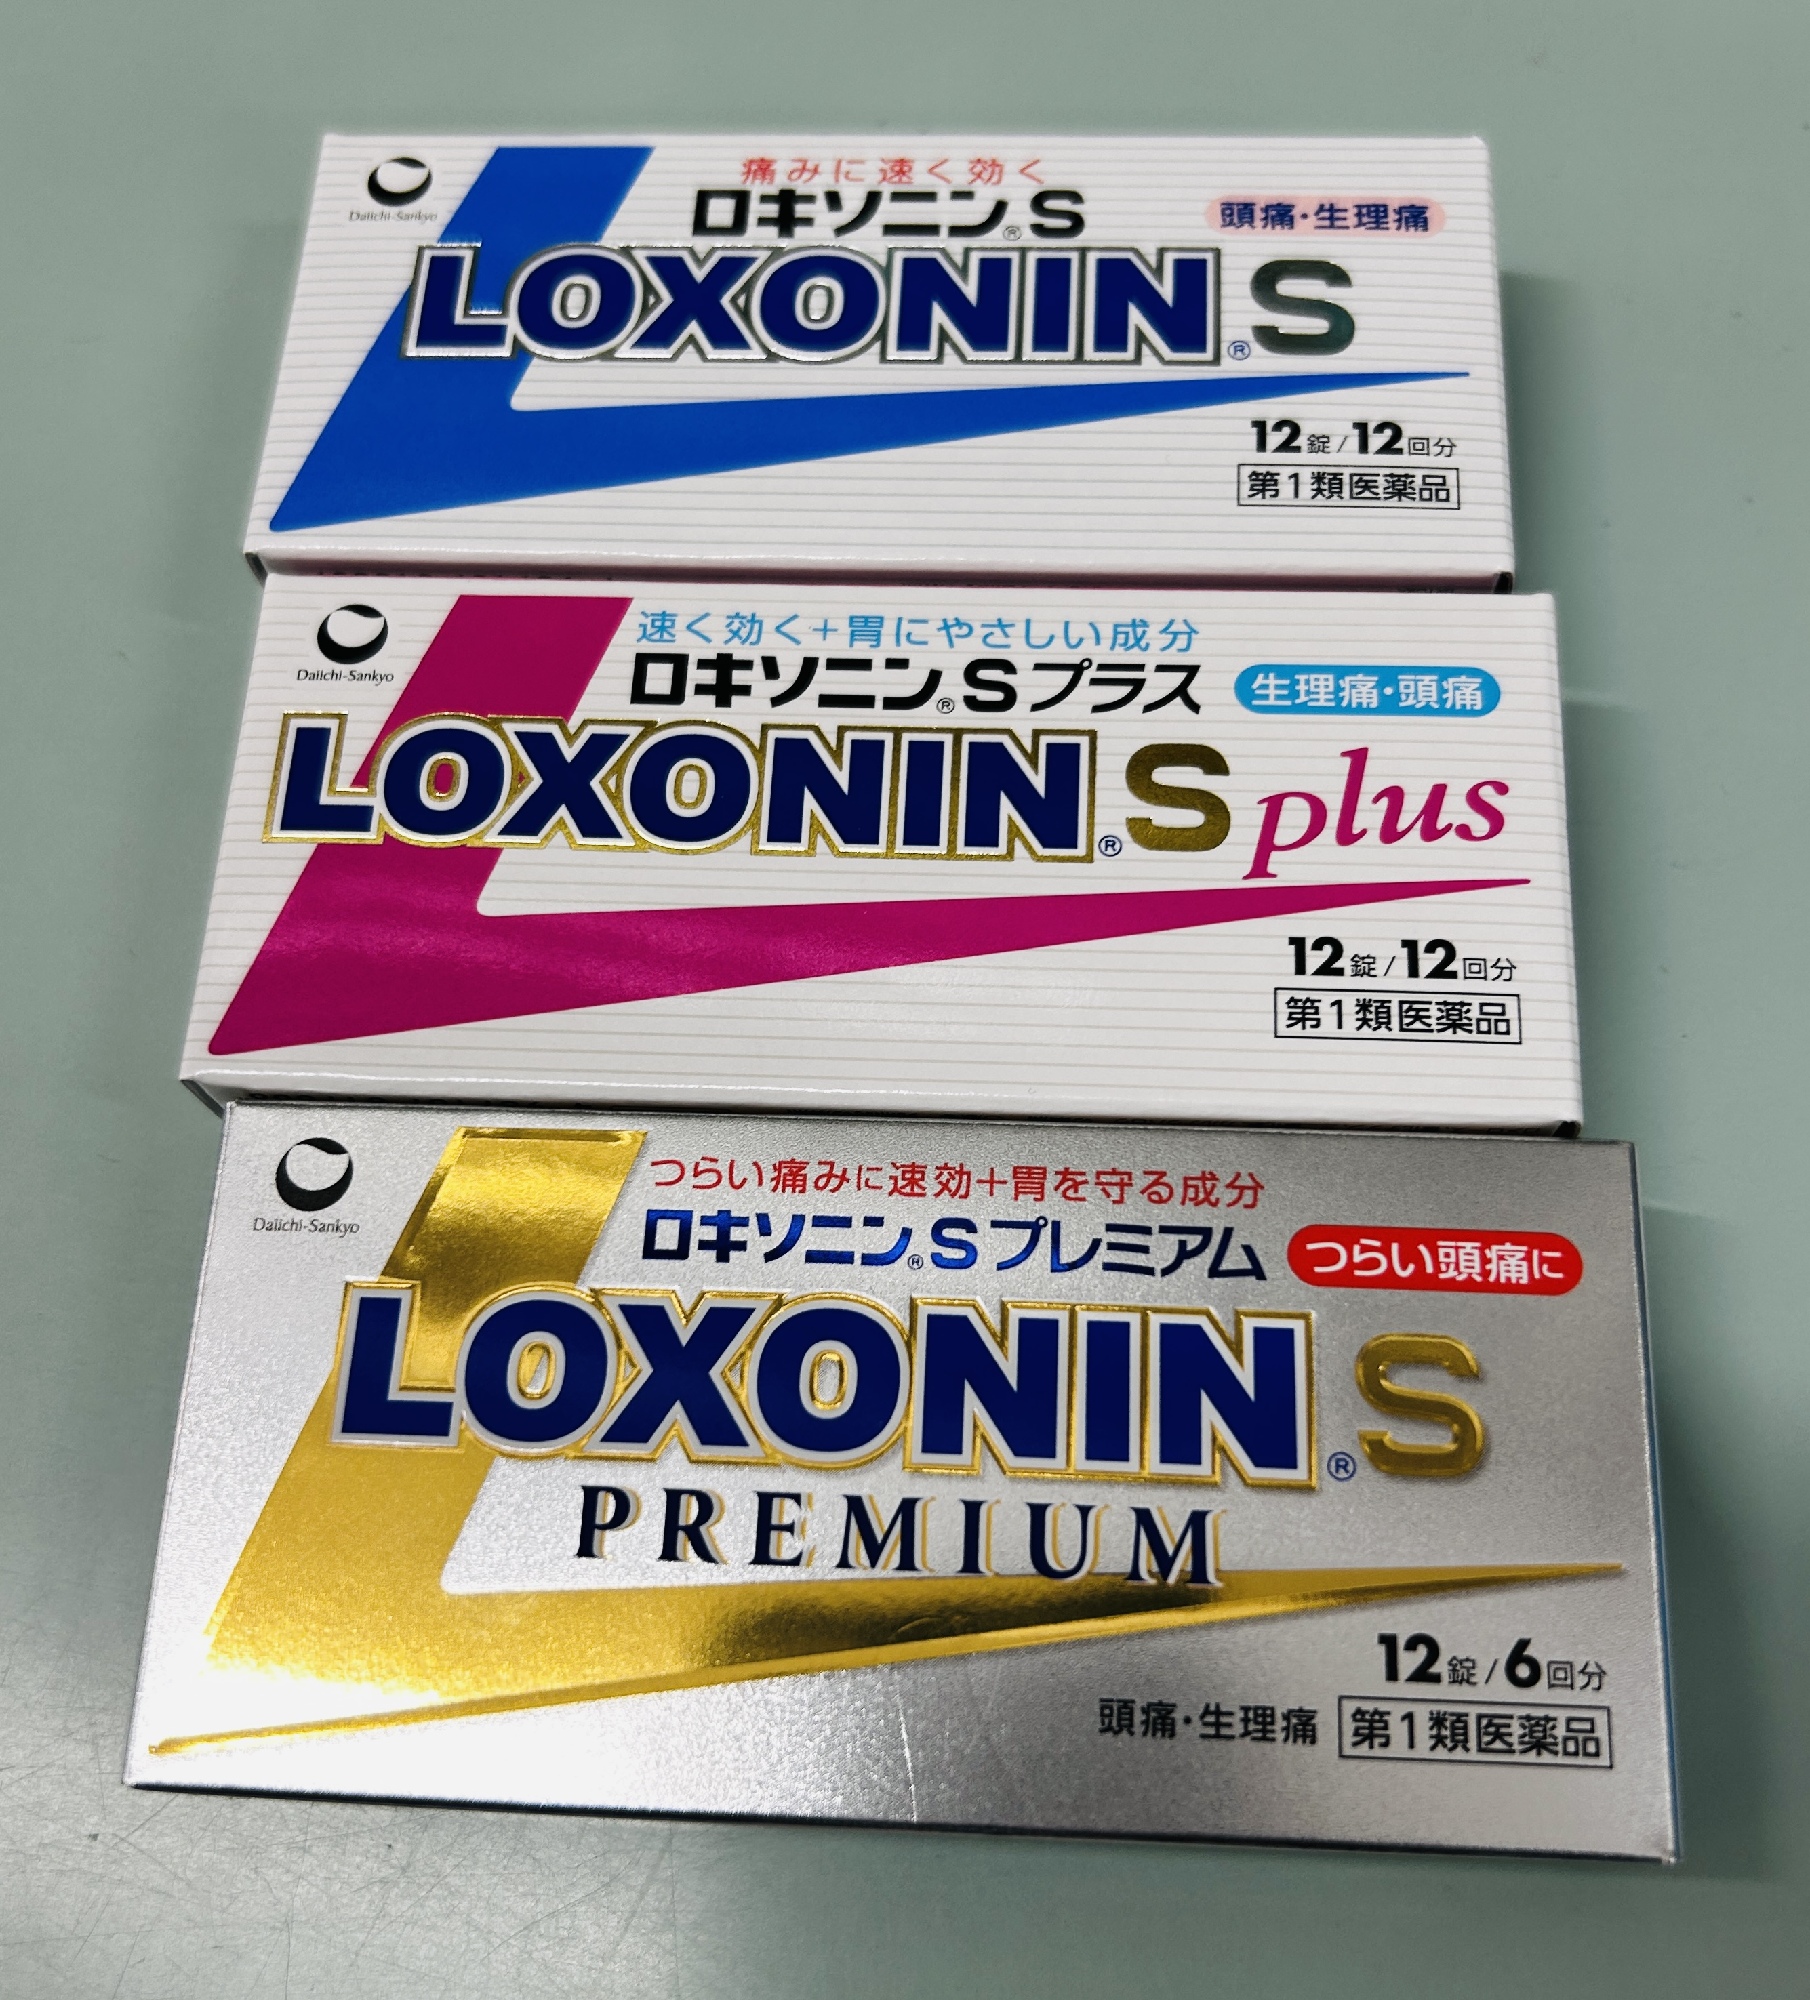 Daiichi-Sankyo
痛みに速く効く
ロキソニン®S
頭痛・生理痛
LOXONIN®S
12錠/12回分
第1類医薬品
Daiichi-Sankyo
速く効く+胃にやさしい成分
ロキソニン®Sプラス
生理痛・頭痛
LOXONIN®S plus
12錠/12回分
第1類医薬品
Daiichi-Sankyo
つらい痛みに速効+胃を守る成分
ロキソニン®Sプレミアム
つらい頭痛に
LOXONIN®S
PREMIUM
12錠/6回分
頭痛・生理痛 第1類医薬品